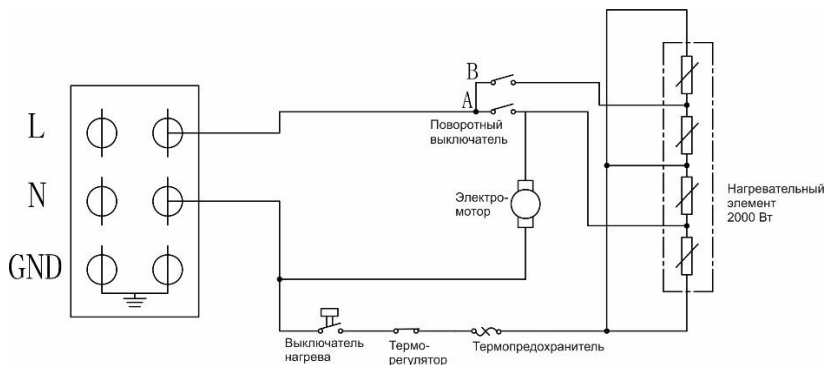 L
N
GND
B
A
Поворотный
выключатель
Электро-
мотор
Нагревательный
элемент
2000 Вт
Выключатель
нагрева
Термо-
регулятор
Термопредохранитель